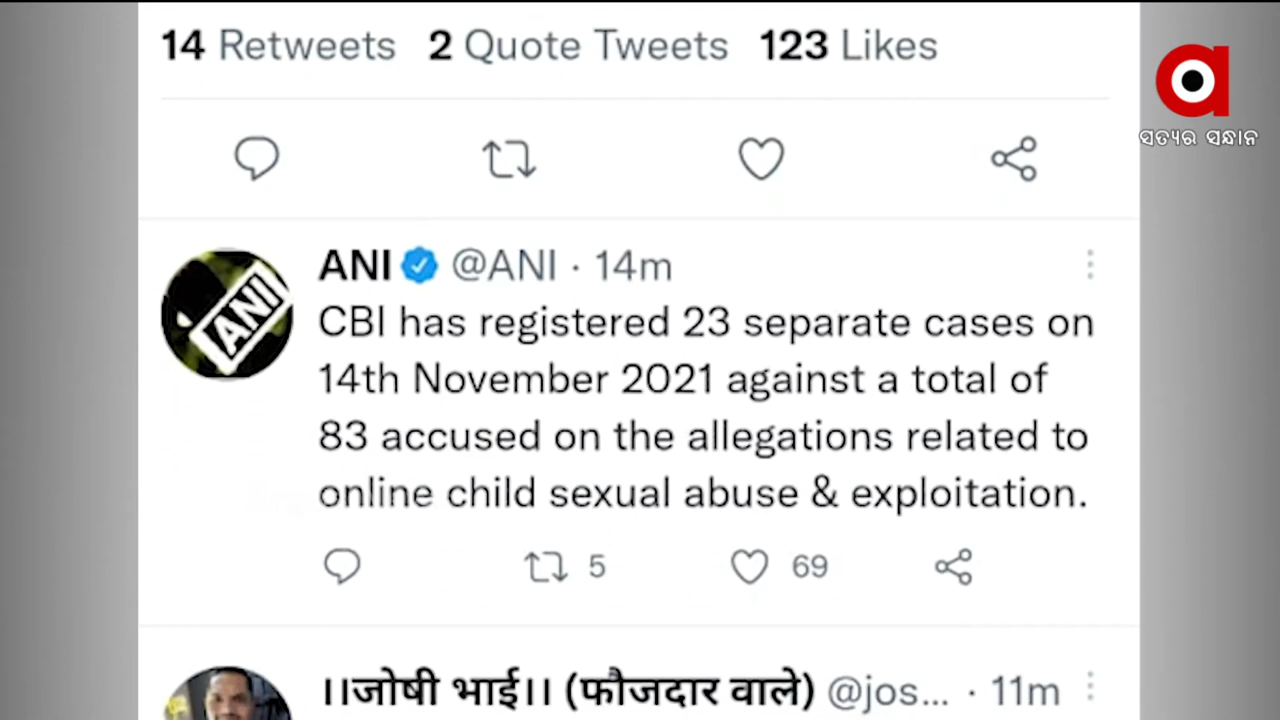 14 Retweets 2 Quote Tweets 123 Likes
ସତ୍ୟର ସନ୍ଧାନ
ANI @ANI · 14m
ANI
CBI has registered 23 separate cases on
14th November 2021 against a total of
83 accused on the allegations related to
online child sexual abuse & exploitation.
5 69
।।जोषी भाई।। (फौजदार वाले) @jos... · 11m